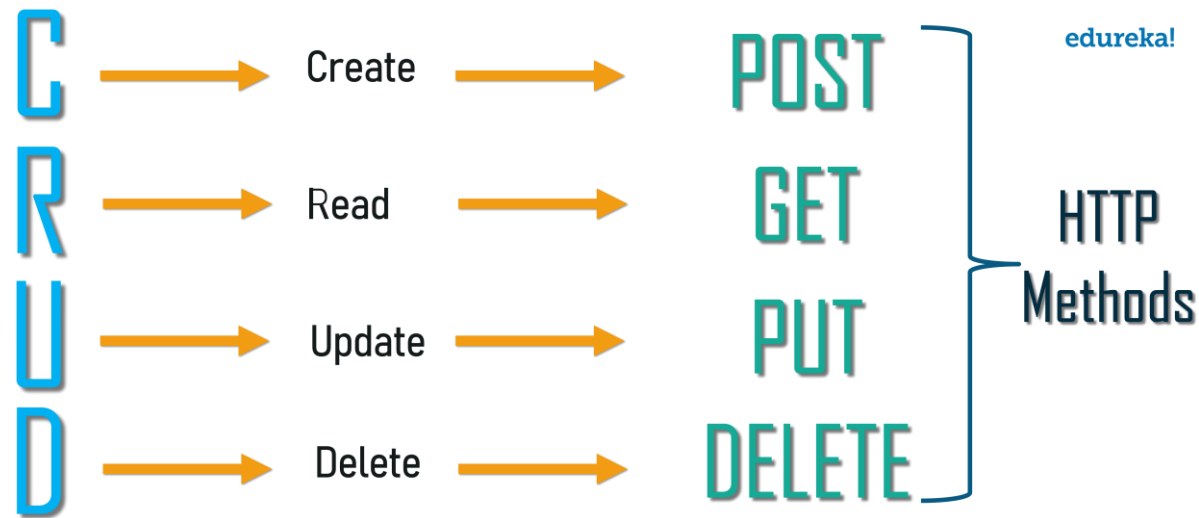 C Create POST edureka!
R Read GET
HTTP
U Update PUT
Methods
D Delete DELETE